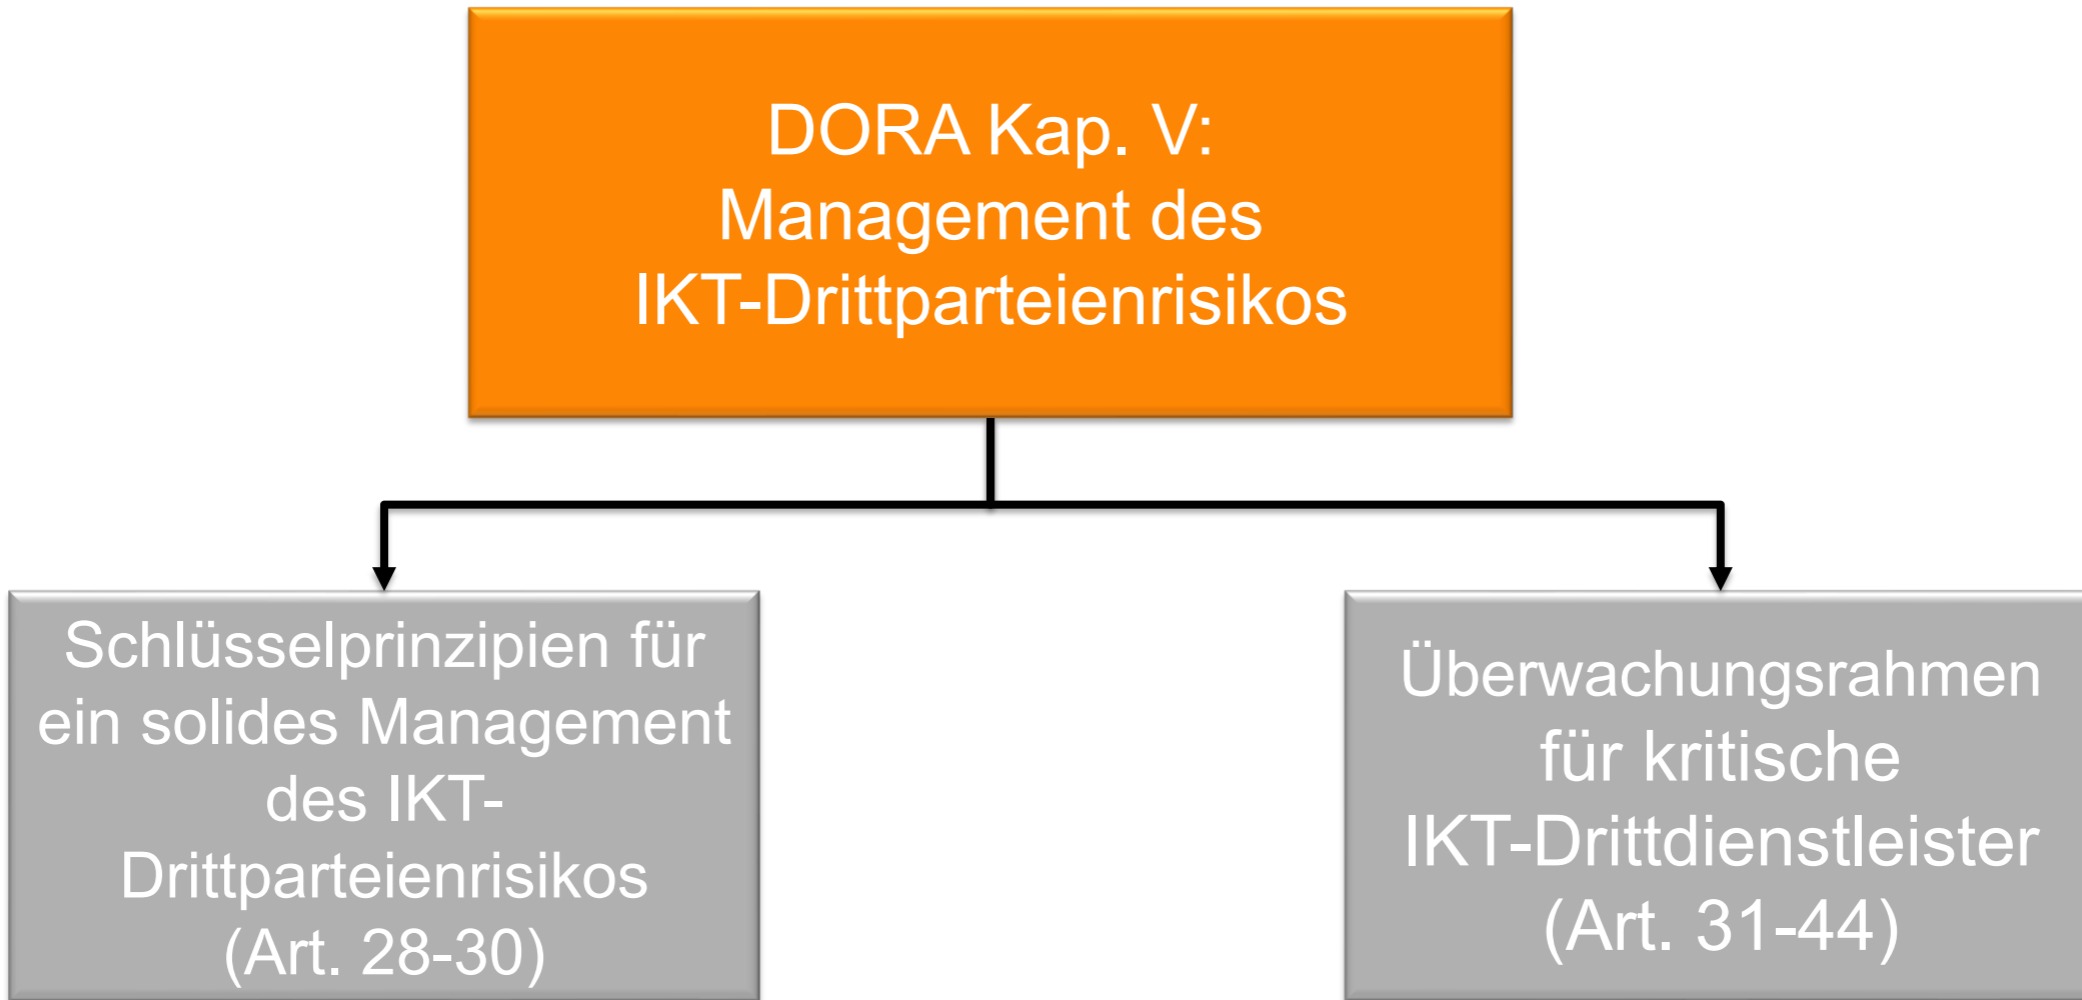 DORA Kap. V:
Management des
IKT-Drittparteienrisikos
Schlüsselprinzipien für
ein solides Management
des IKT-
Drittparteienrisikos
(Art. 28-30)
Überwachungsrahmen
für kritische
IKT-Drittdienstleister
(Art. 31-44)